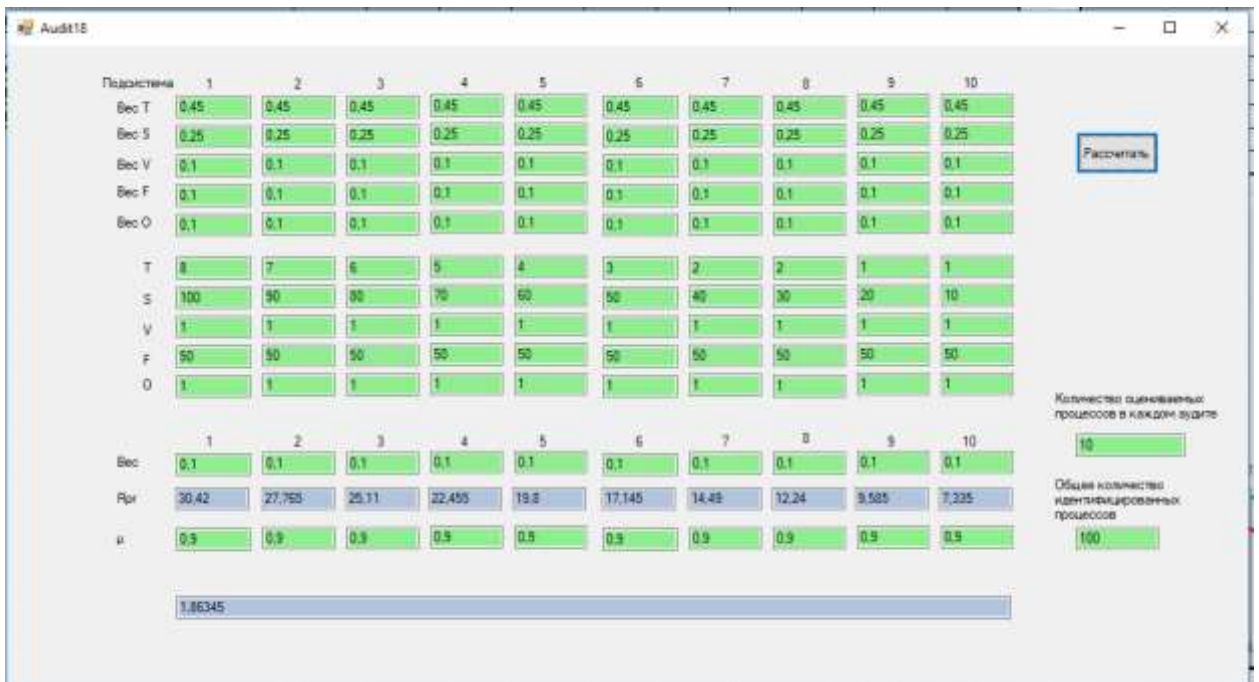 Audit18
Подсистема 1 2 3 4 5 6 7 8 9 10
Вес T 0,45 0,45 0,45 0,45 0,45 0,45 0,45 0,45 0,45 0,45
Вес S 0,25 0,25 0,25 0,25 0,25 0,25 0,25 0,25 0,25 0,25
Вес V 0,1 0,1 0,1 0,1 0,1 0,1 0,1 0,1 0,1 0,1
Вес F 0,1 0,1 0,1 0,1 0,1 0,1 0,1 0,1 0,1 0,1
Вес O 0,1 0,1 0,1 0,1 0,1 0,1 0,1 0,1 0,1 0,1
Рассчитать
T 8 7 6 5 4 3 2 2 1 1
S 100 90 80 70 60 50 40 30 20 10
V 1 1 1 1 1 1 1 1 1 1
F 50 50 50 50 50 50 50 50 50 50
O 1 1 1 1 1 1 1 1 1 1
Количество оцениваемых
процессов в каждом аудите
10
1 2 3 4 5 6 7 8 9 10
Вес 0,1 0,1 0,1 0,1 0,1 0,1 0,1 0,1 0,1 0,1
Rpr 30,42 27,765 25,11 22,455 19,8 17,145 14,49 12,24 9,585 7,335
μ 0,9 0,9 0,9 0,9 0,9 0,9 0,9 0,9 0,9 0,9
Общее количество
идентифицированных
процессов
100
1,86345